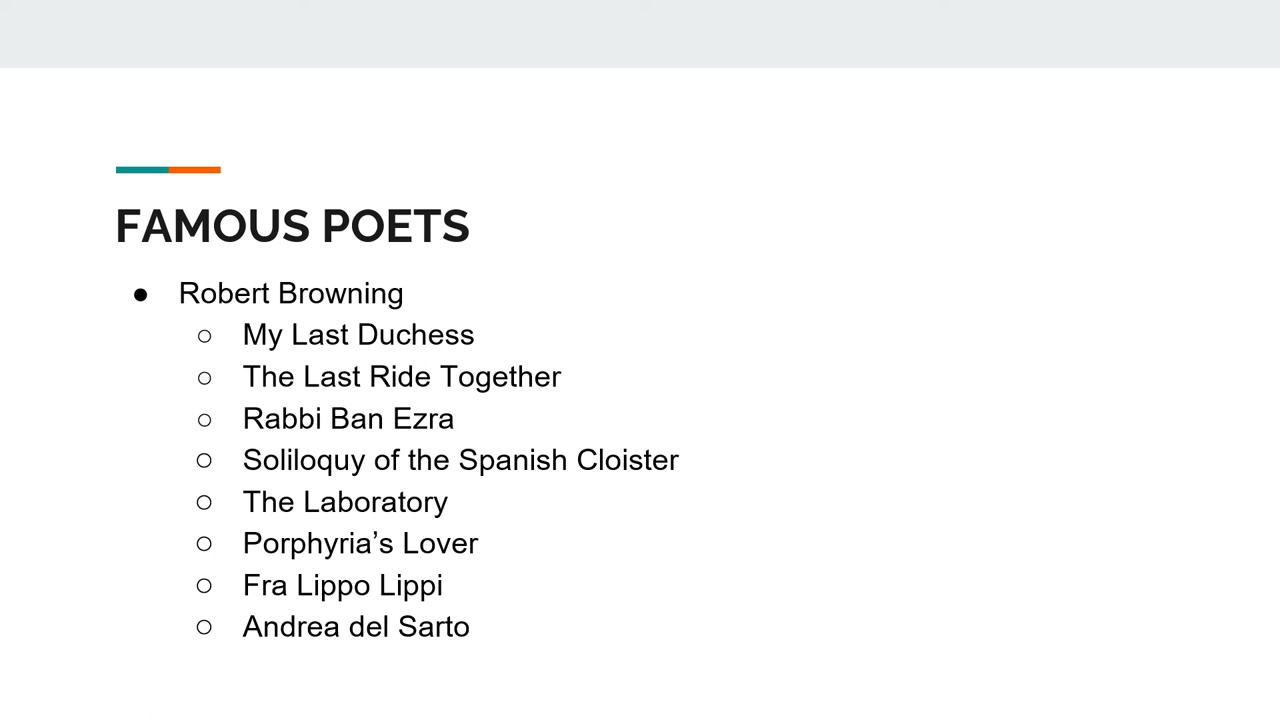 FAMOUS POETS
● Robert Browning
○ My Last Duchess
○ The Last Ride Together
○ Rabbi Ban Ezra
○ Soliloquy of the Spanish Cloister
○ The Laboratory
○ Porphyria’s Lover
○ Fra Lippo Lippi
○ Andrea del Sarto